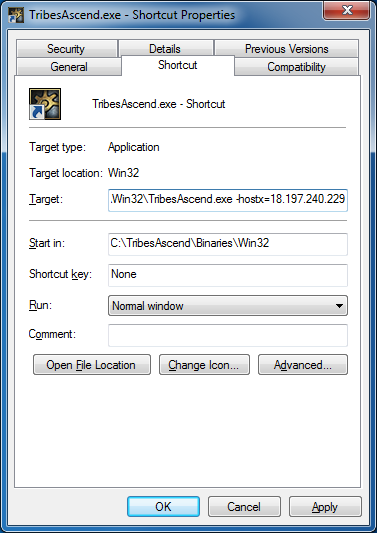 TribesAscend.exe - Shortcut Properties
Security Details Previous Versions
General Shortcut Compatibility
TribesAscend.exe - Shortcut
Target type: Application
Target location: Win32
Target: .Win32\TribesAscend.exe -hostx=18.197.240.229
Start in: C:\TribesAscend\Binaries\Win32
Shortcut key: None
Run: Normal window
Comment:
Open File Location Change Icon... Advanced...
OK Cancel Apply